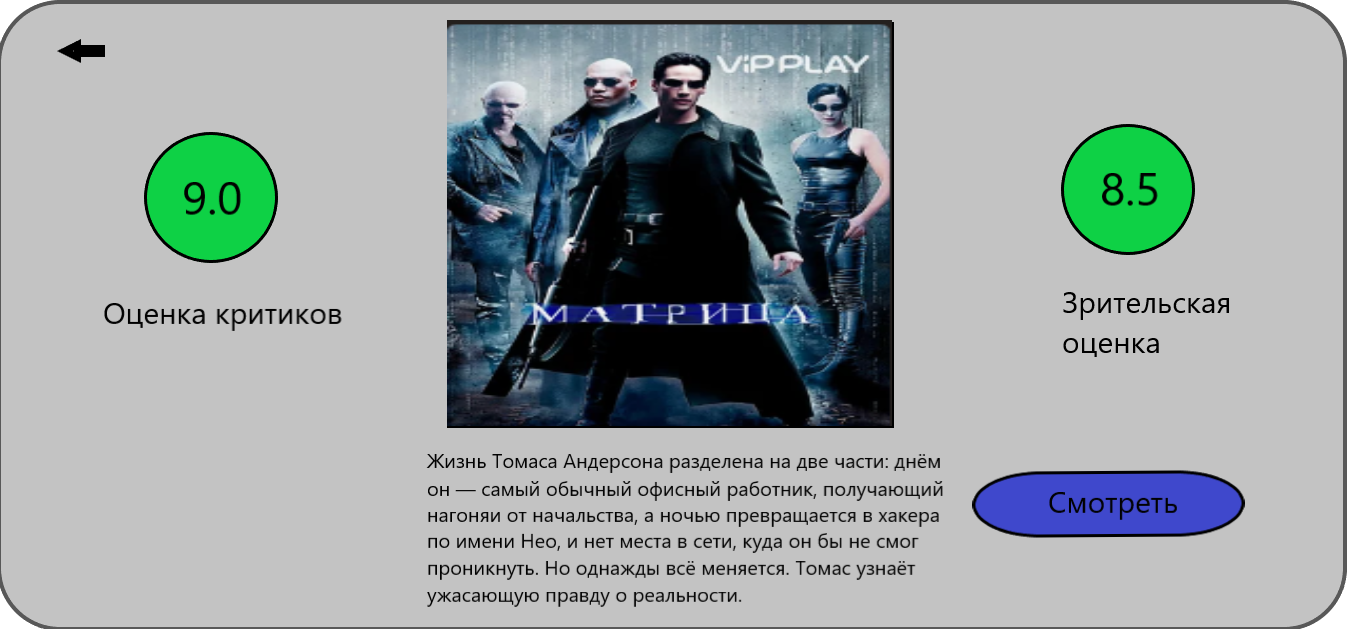 ViP PLAY
9.0
8.5
МАТРИЦА
Оценка критиков
Зрительская
оценка
Жизнь Томаса Андерсона разделена на две части: днём
он — самый обычный офисный работник, получающий
нагоняи от начальства, а ночью превращается в хакера
по имени Нео, и нет места в сети, куда он бы не смог
проникнуть. Но однажды всё меняется. Томас узнаёт
ужасающую правду о реальности.
Смотреть